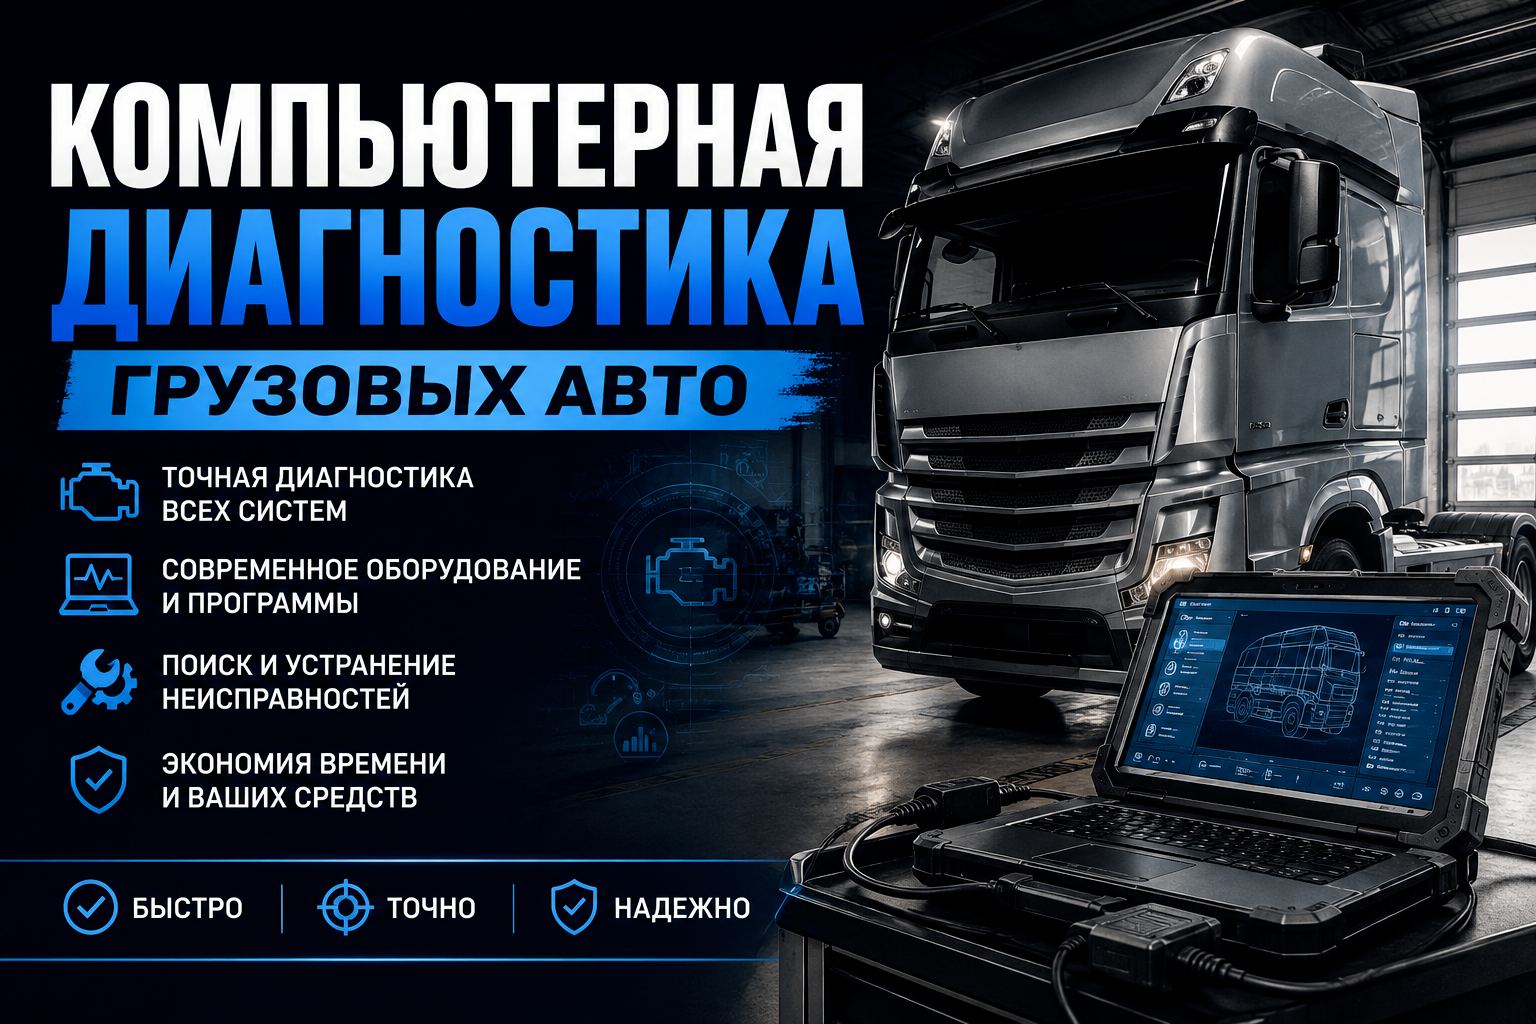 КОМПЬЮТЕРНАЯ
ДИАГНОСТИКА
ГРУЗОВЫХ АВТО
ТОЧНАЯ ДИАГНОСТИКА
ВСЕХ СИСТЕМ
СОВРЕМЕННОЕ ОБОРУДОВАНИЕ
И ПРОГРАММЫ
ПОИСК И УСТРАНЕНИЕ
НЕИСПРАВНОСТЕЙ
ЭКОНОМИЯ ВРЕМЕНИ
И ВАШИХ СРЕДСТВ
БЫСТРО
ТОЧНО
НАДЕЖНО